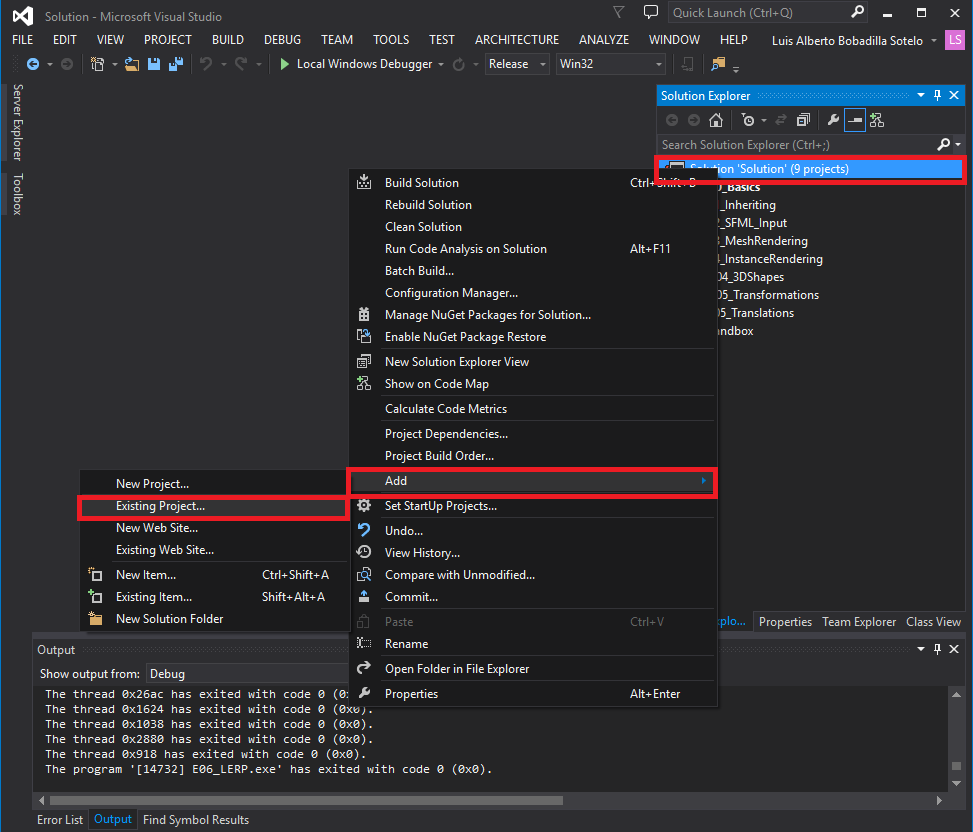 Solution - Microsoft Visual Studio
Quick Launch (Ctrl+Q)
FILE EDIT VIEW PROJECT BUILD DEBUG TEAM TOOLS TEST ARCHITECTURE ANALYZE WINDOW HELP Luis Alberto Bobadilla Sotelo LS
Local Windows Debugger Release Win32
Server Explorer
Toolbox
Solution Explorer
Search Solution Explorer (Ctrl+;)
Solution 'Solution' (9 projects)
_Basics
_Inheriting
_SFML_Input
_MeshRendering
_InstanceRendering
04_3DShapes
05_Transformations
05_Translations
ndbox
Build Solution Ctrl+Shift+B
Rebuild Solution
Clean Solution
Run Code Analysis on Solution Alt+F11
Batch Build...
Configuration Manager...
Manage NuGet Packages for Solution...
Enable NuGet Package Restore
New Solution Explorer View
Show on Code Map
Calculate Code Metrics
Project Dependencies...
Project Build Order...
Add
Set StartUp Projects...
Undo...
View History...
Compare with Unmodified...
Commit...
Paste Ctrl+V
Rename
Open Folder in File Explorer
Properties Alt+Enter
New Project...
Existing Project...
New Web Site...
Existing Web Site...
New Item... Ctrl+Shift+A
Existing Item... Shift+Alt+A
New Solution Folder
xplo... Properties Team Explorer Class View
Output
Show output from: Debug
The thread 0x26ac has exited with code 0 (0x
The thread 0x1624 has exited with code 0 (0x0).
The thread 0x1038 has exited with code 0 (0x0).
The thread 0x2880 has exited with code 0 (0x0).
The thread 0x918 has exited with code 0 (0x0).
The program '[14732] E06_LERP.exe' has exited with code 0 (0x0).
Error List Output Find Symbol Results